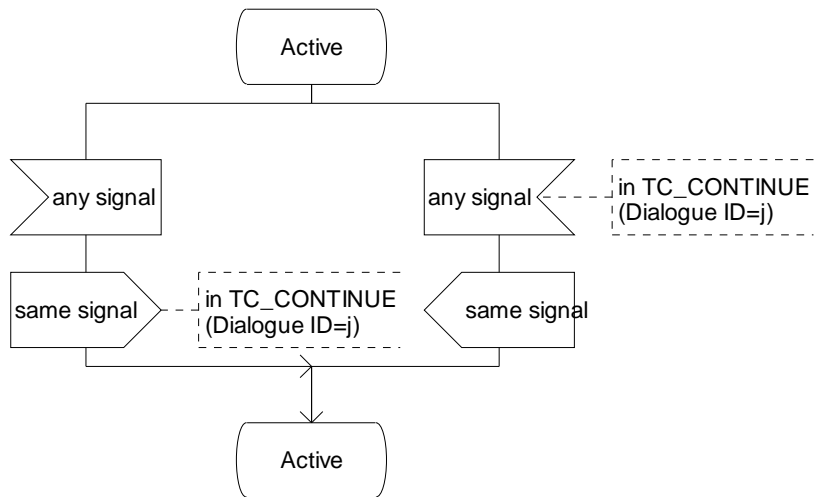 Active
any signal
any signal
in TC_CONTINUE
(Dialogue ID=j)
same signal
in TC_CONTINUE
(Dialogue ID=j)
same signal
Active